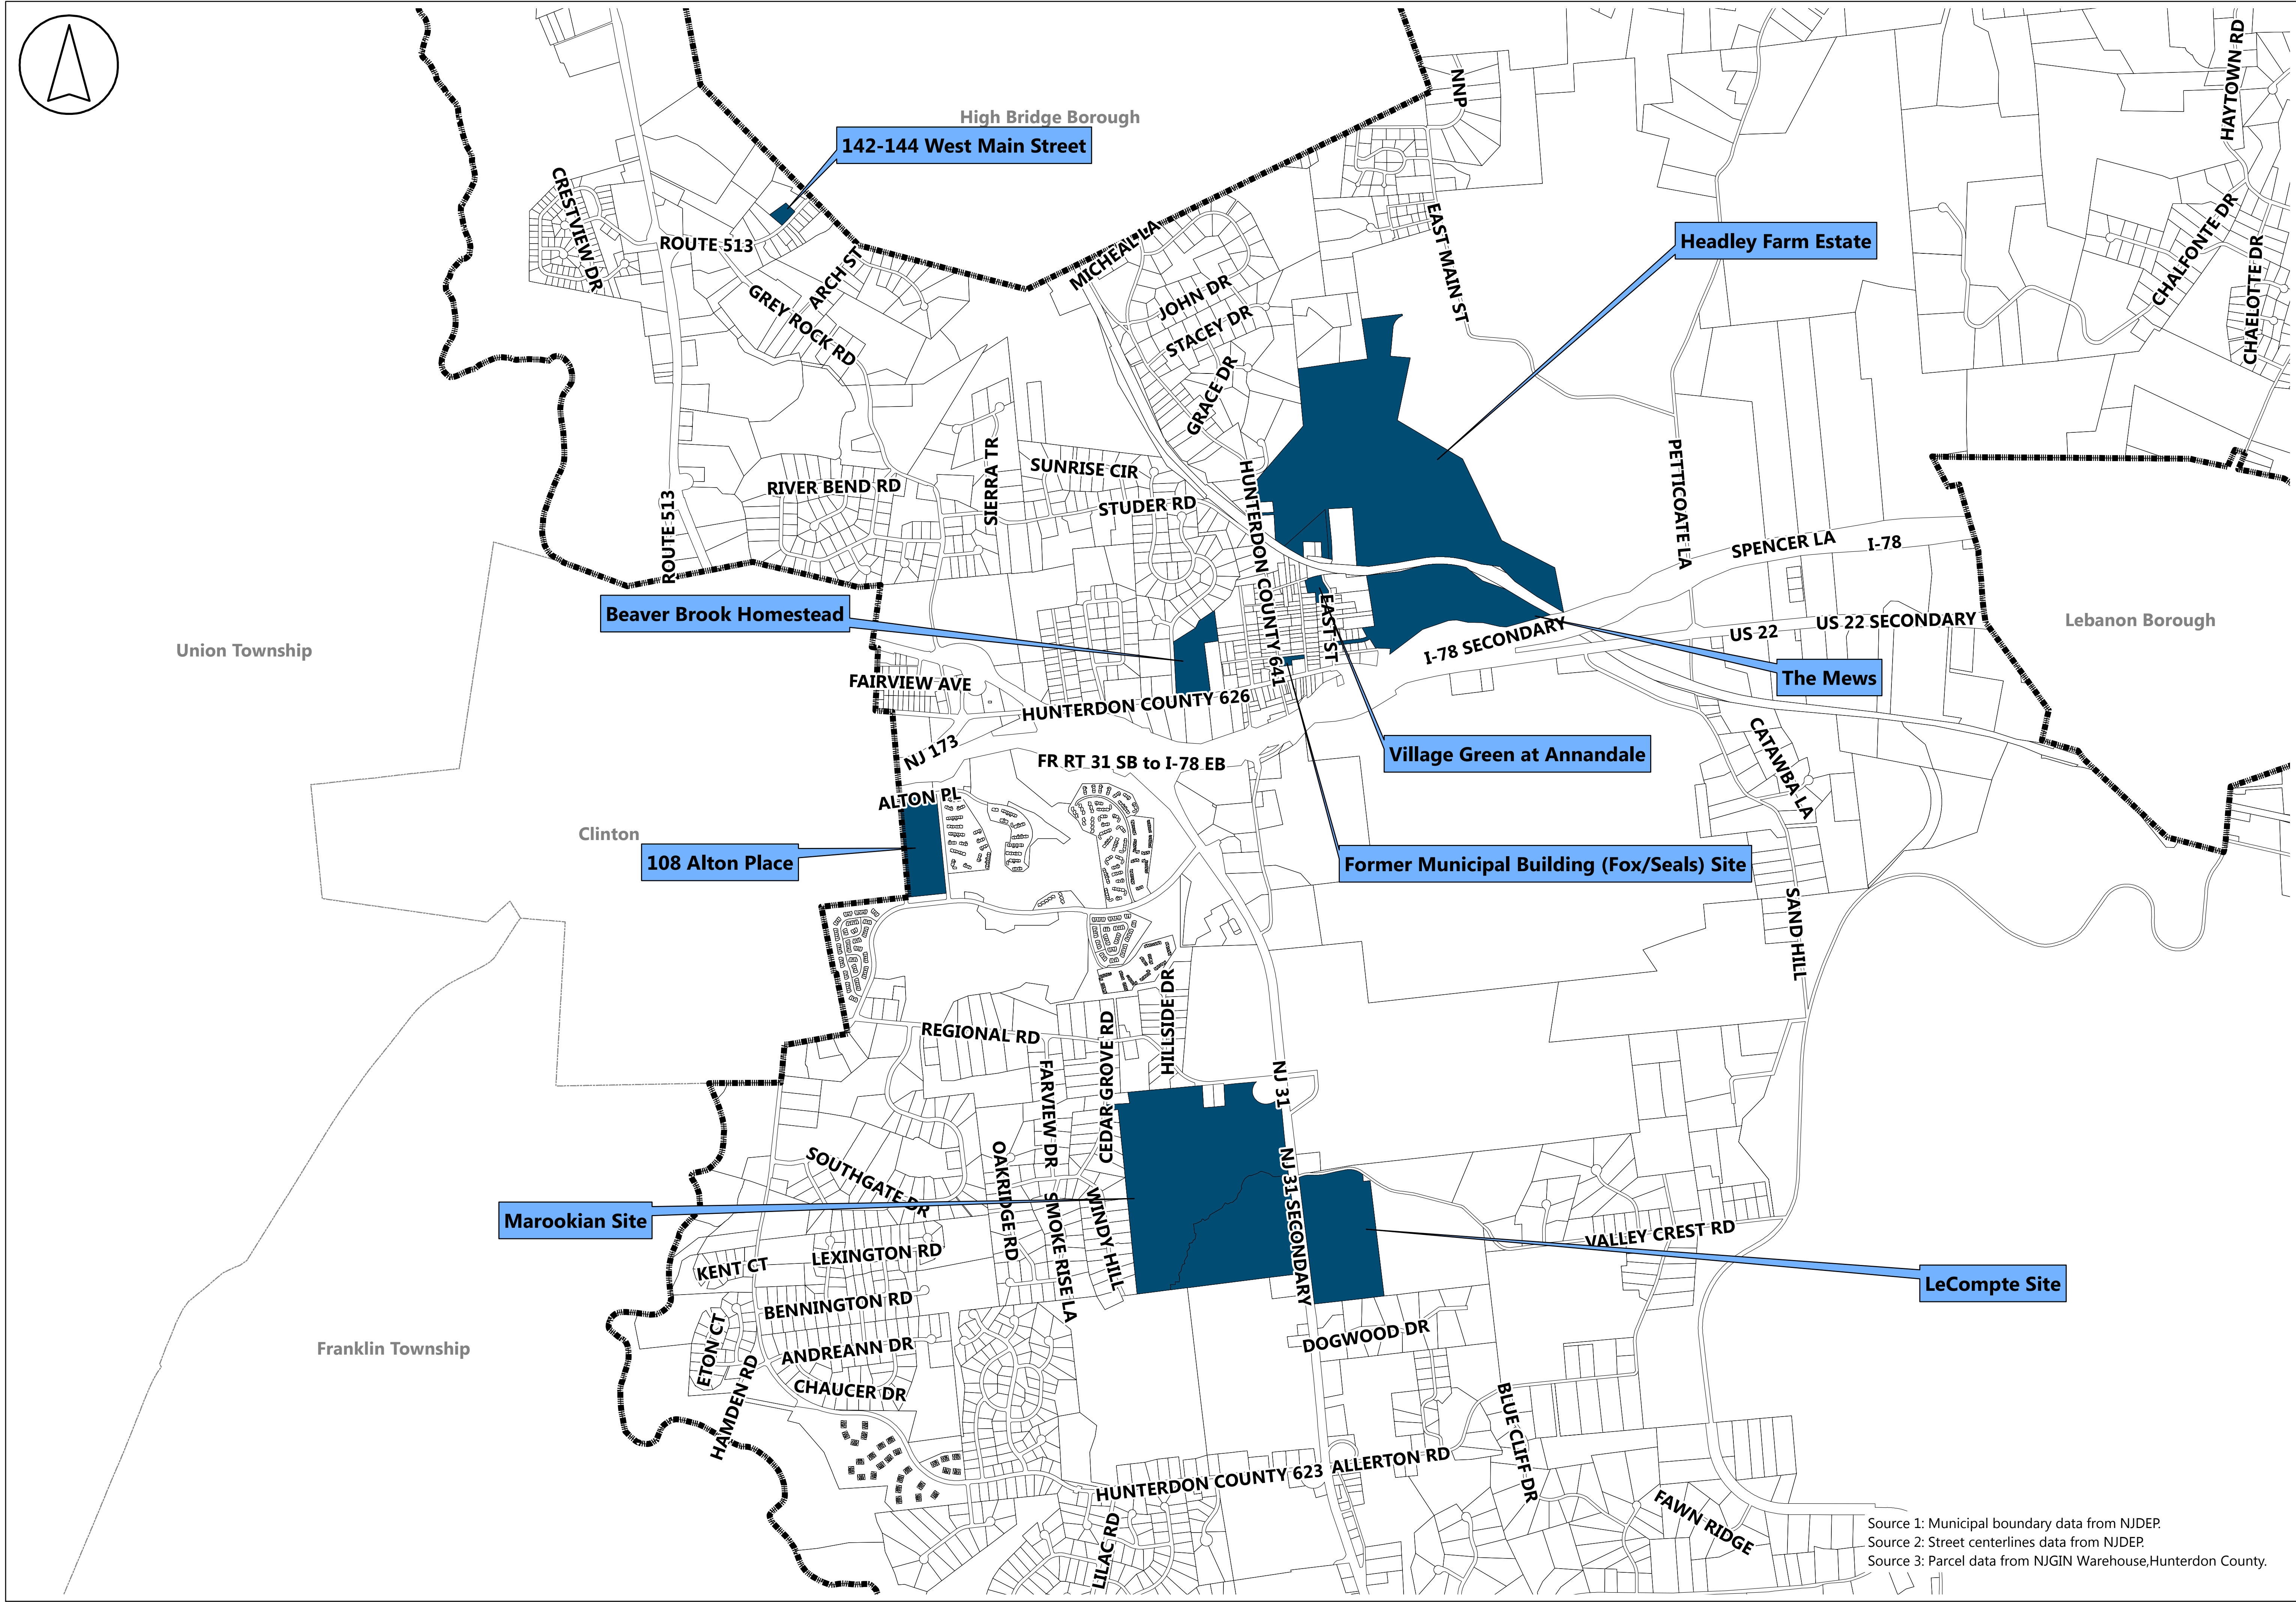 NNP
HAYTOWN RD
High Bridge Borough
142-144 West Main Street
CRESTVIEW DR
ROUTE 513
ARCH ST
GREY ROCK RD
MICHEAL LA
JOHN DR
STACEY DR
GRACE DR
EAST MAIN ST
Headley Farm Estate
CHALFONTE DR
CHAELOTTE DR
SUNRISE CIR
STUDER RD
SIERRA TR
RIVER BEND RD
ROUTE 513
HUNTERDON COUNTY 641
PETTICOATE LA
SPENCER LA
I-78
Beaver Brook Homestead
EAST ST
I-78 SECONDARY
US 22
US 22 SECONDARY
Lebanon Borough
Union Township
FAIRVIEW AVE
HUNTERDON COUNTY 626
The Mews
NJ 173
FR RT 31 SB to I-78 EB
Village Green at Annandale
CATAWBA LA
ALTON PL
Clinton
108 Alton Place
Former Municipal Building (Fox/Seals) Site
SAND HILL
REGIONAL RD
CEDAR GROVE RD
HILLSIDE DR
FARVIEW DR
NJ 31
SOUTHGATE DR
OAKRIDGE RD
SMOKE RISE LA
WINDY HILL
NJ 31 SECONDARY
Marookian Site
VALLEY CREST RD
KENT CT
LEXINGTON RD
LeCompte Site
BENNINGTON RD
ETON CT
ANDREANN DR
DOGWOOD DR
Franklin Township
HAMDEN RD
CHAUCER DR
BLUE CLIFF DR
HUNTERDON COUNTY 623
ALLERTON RD
LILAC RD
FAWN RIDGE
Source 1: Municipal boundary data from NJDEP.
Source 2: Street centerlines data from NJDEP.
Source 3: Parcel data from NJGIN Warehouse,Hunterdon County.